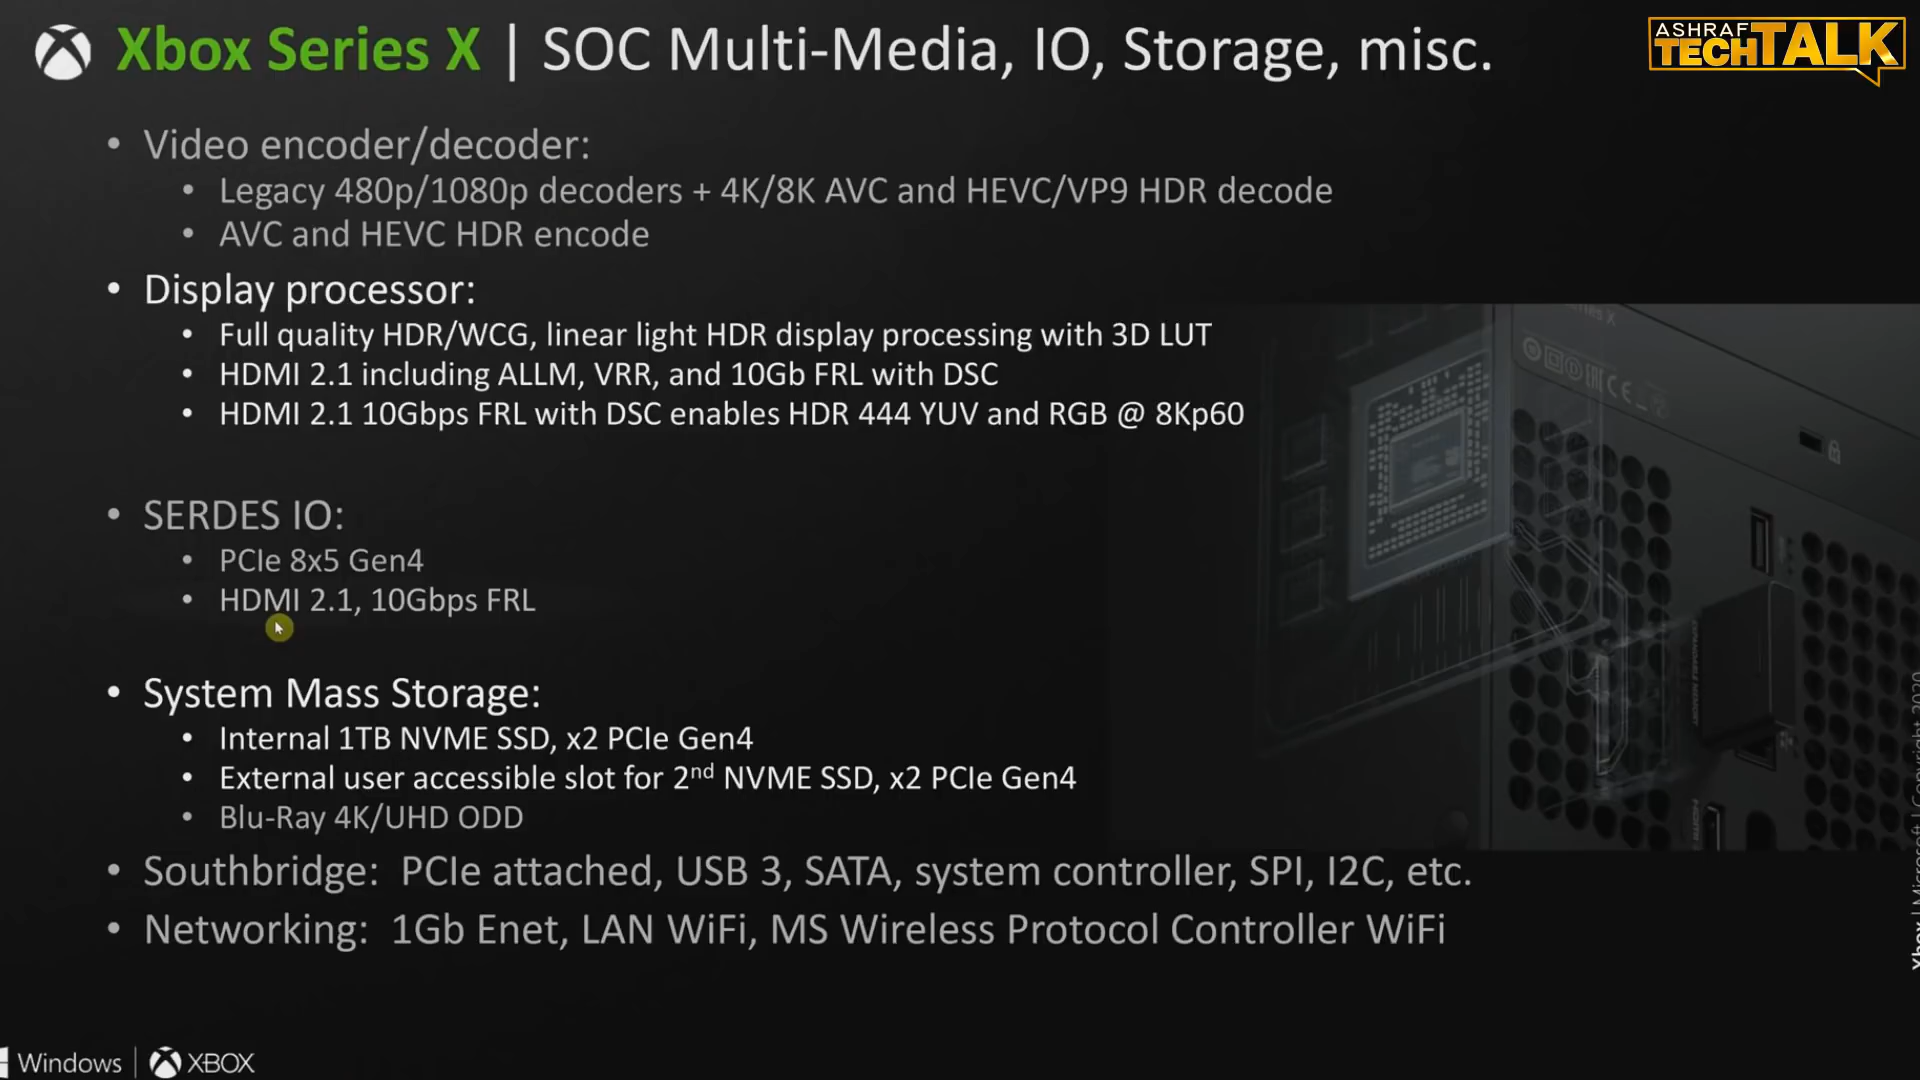 Xbox Series X | SOC Multi-Media, IO, Storage, misc.
ASHRAF
TECHTALK
• Video encoder/decoder:
• Legacy 480p/1080p decoders + 4K/8K AVC and HEVC/VP9 HDR decode
• AVC and HEVC HDR encode
• Display processor:
• Full quality HDR/WCG, linear light HDR display processing with 3D LUT
• HDMI 2.1 including ALLM, VRR, and 10Gb FRL with DSC
• HDMI 2.1 10Gbps FRL with DSC enables HDR 444 YUV and RGB @ 8Kp60
• SERDES IO:
• PCIe 8x5 Gen4
• HDMI 2.1, 10Gbps FRL
• System Mass Storage:
• Internal 1TB NVME SSD, x2 PCIe Gen4
• External user accessible slot for 2nd NVME SSD, x2 PCIe Gen4
• Blu-Ray 4K/UHD ODD
• Southbridge: PCIe attached, USB 3, SATA, system controller, SPI, I2C, etc.
• Networking: 1Gb Enet, LAN WiFi, MS Wireless Protocol Controller WiFi
Xbox | Microsoft | Copyright 2020
Windows | XBOX